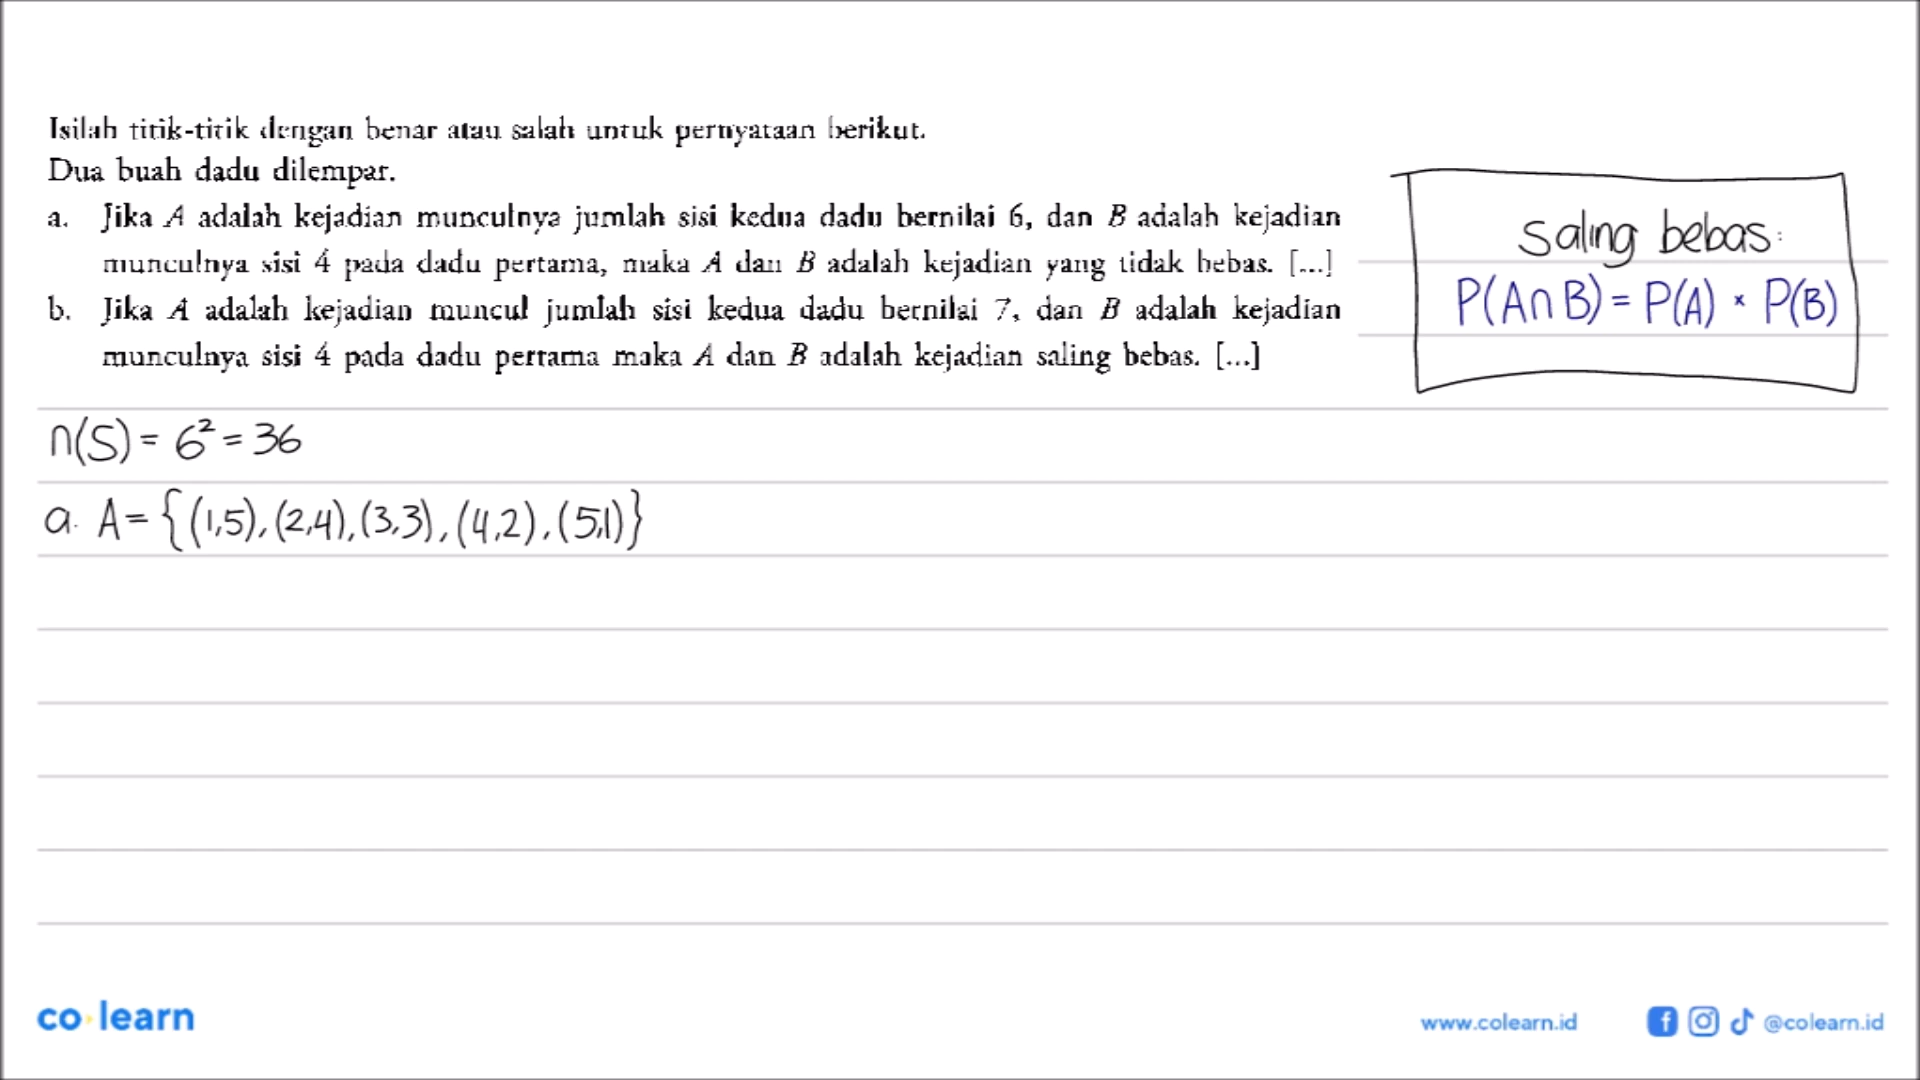 Isilah titik-titik dengan benar atau salah untuk pernyataan berikut.
Dua buah dadu dilempar.
a. Jika A adalah kejadian munculnya jumlah sisi kedua dadu bernilai 6, dan B adalah kejadian
munculnya sisi 4 pada dadu pertama, maka A dan B adalah kejadian yang tidak bebas. [...]
b. Jika A adalah kejadian muncul jumlah sisi kedua dadu bernilai 7, dan B adalah kejadian
munculnya sisi 4 pada dadu pertama maka A dan B adalah kejadian saling bebas. [...]
Saling bebas:
P(A∩B) = P(A) × P(B)
n(S) = 6² = 36
a. A = {(1,5), (2,4), (3,3), (4,2), (5,1)}
co learn
www.colearn.id
@colearn.id